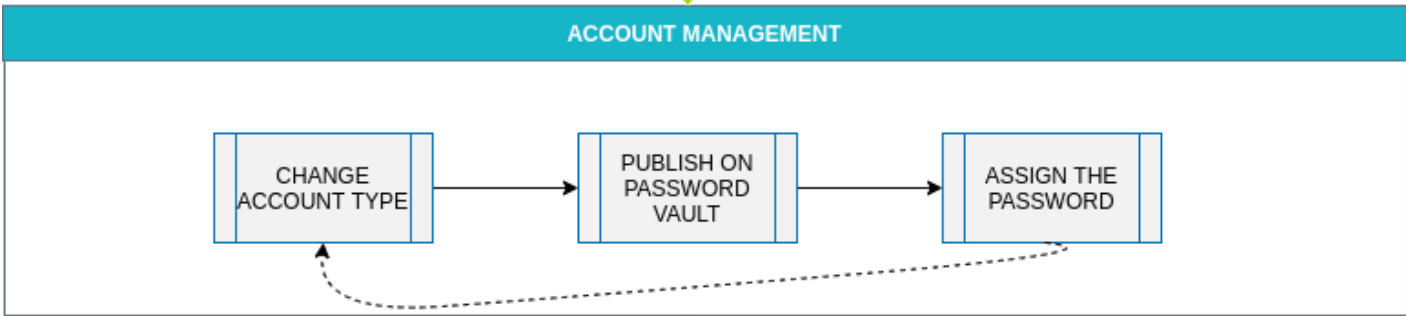 ACCOUNT MANAGEMENT
CHANGE
ACCOUNT TYPE
PUBLISH ON
PASSWORD
VAULT
ASSIGN THE
PASSWORD